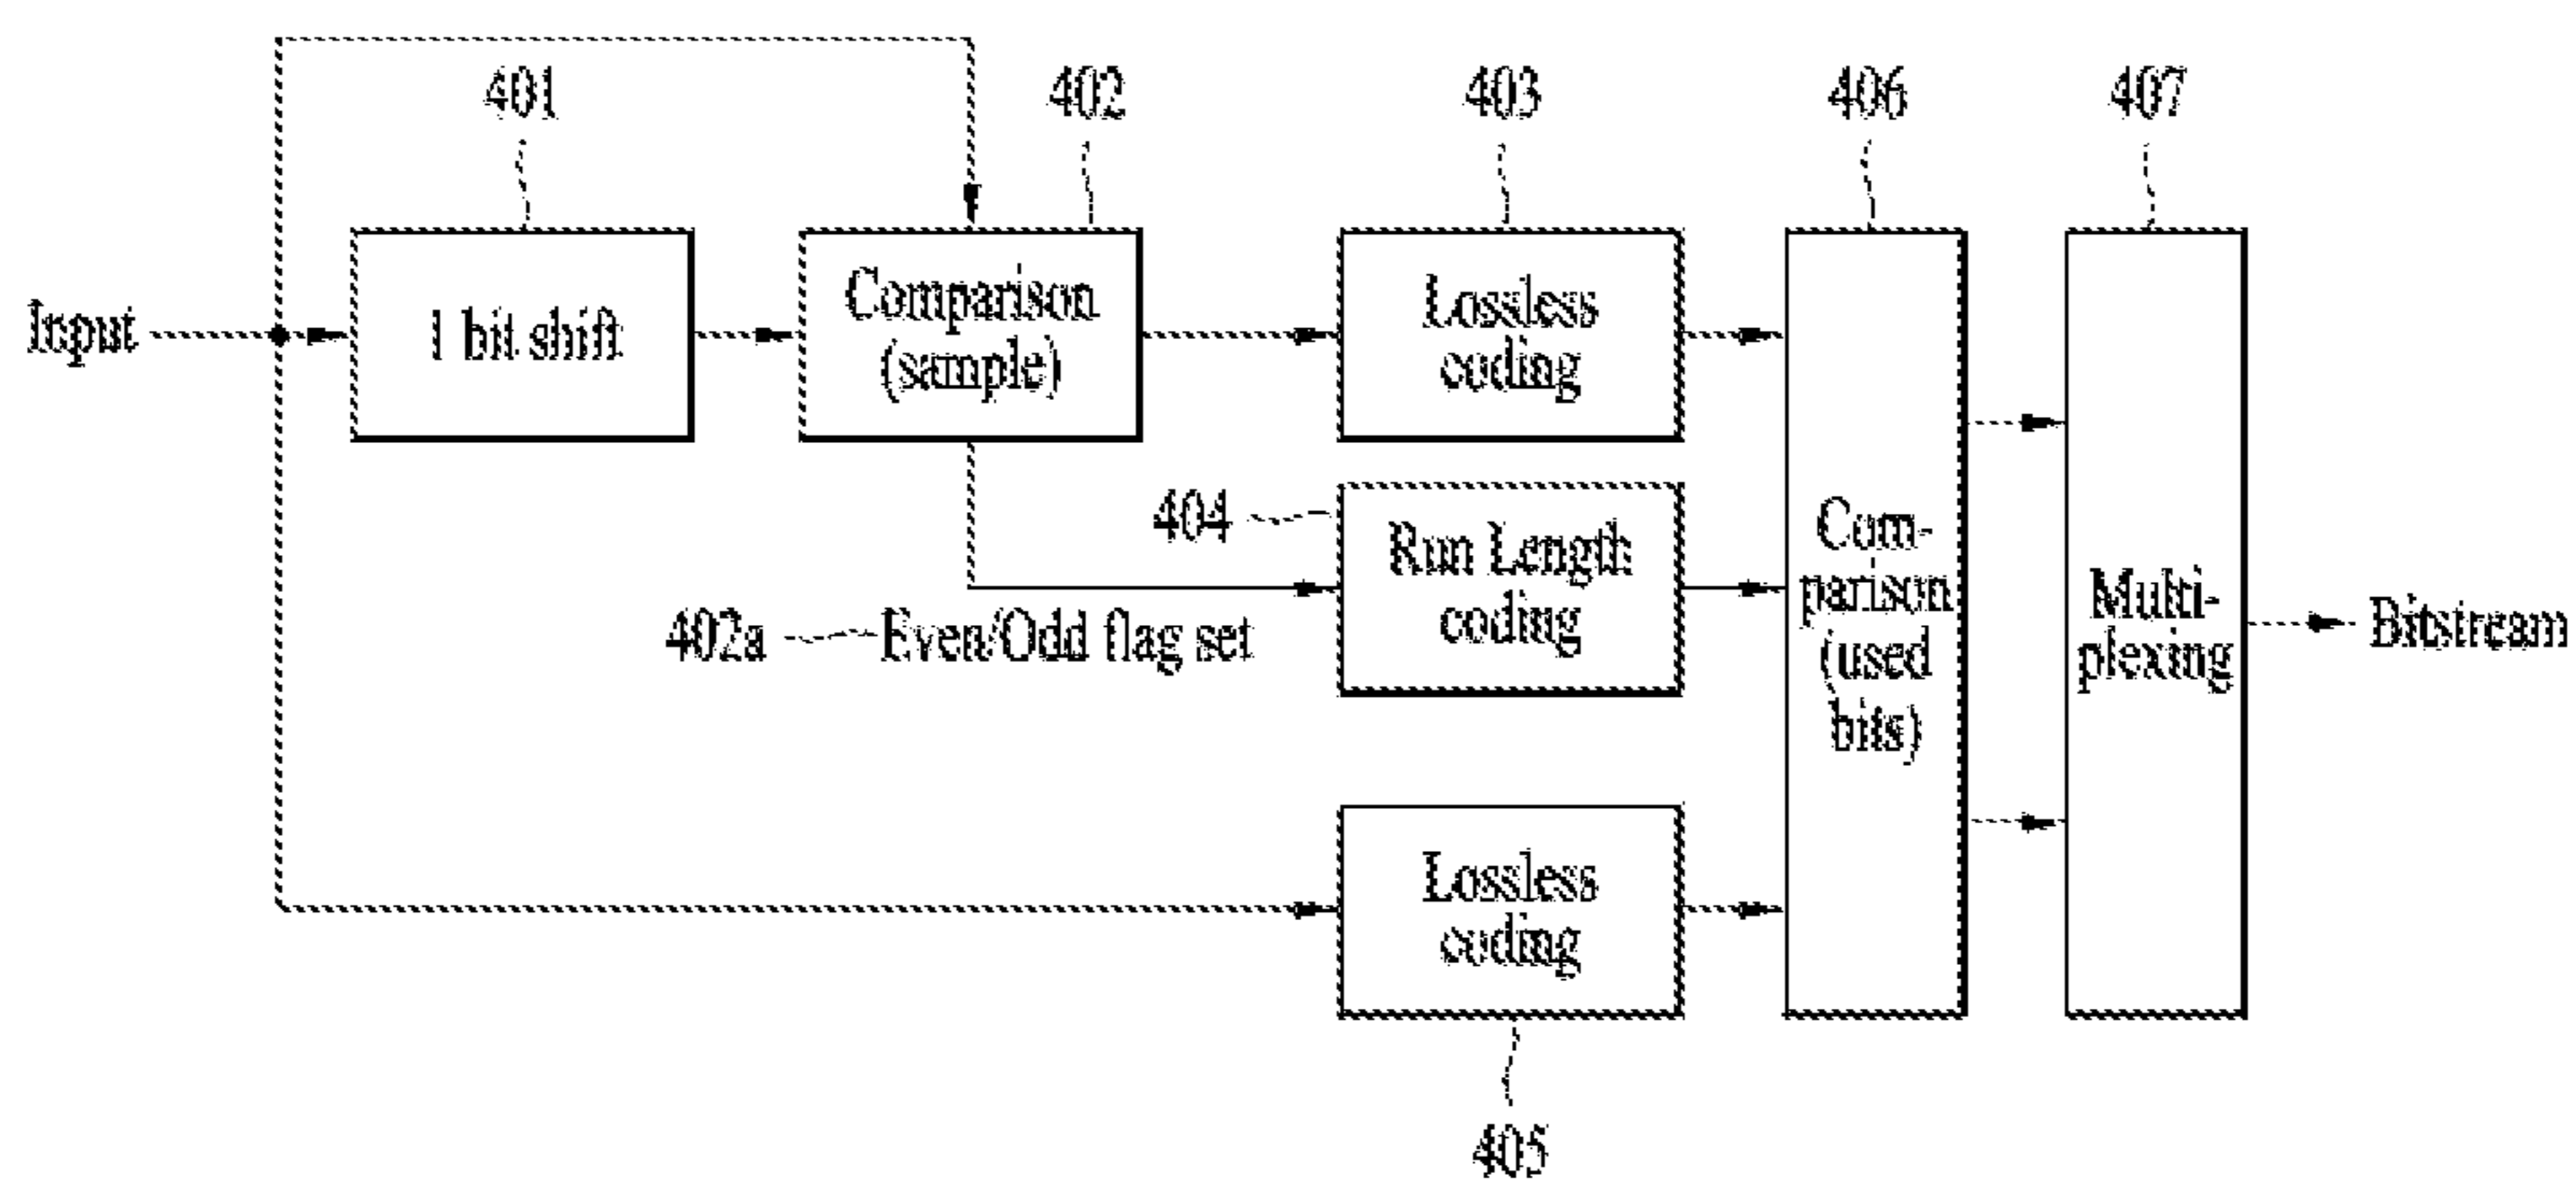 401
402
403
406
407
Input
1 bit shift
Comparison
(sample)
Lossless
coding
404
Run Length
coding
402a
Even/Odd flag set
Com-
parison
(used
bits)
Multi-
plexing
Bitstream
Lossless
coding
405